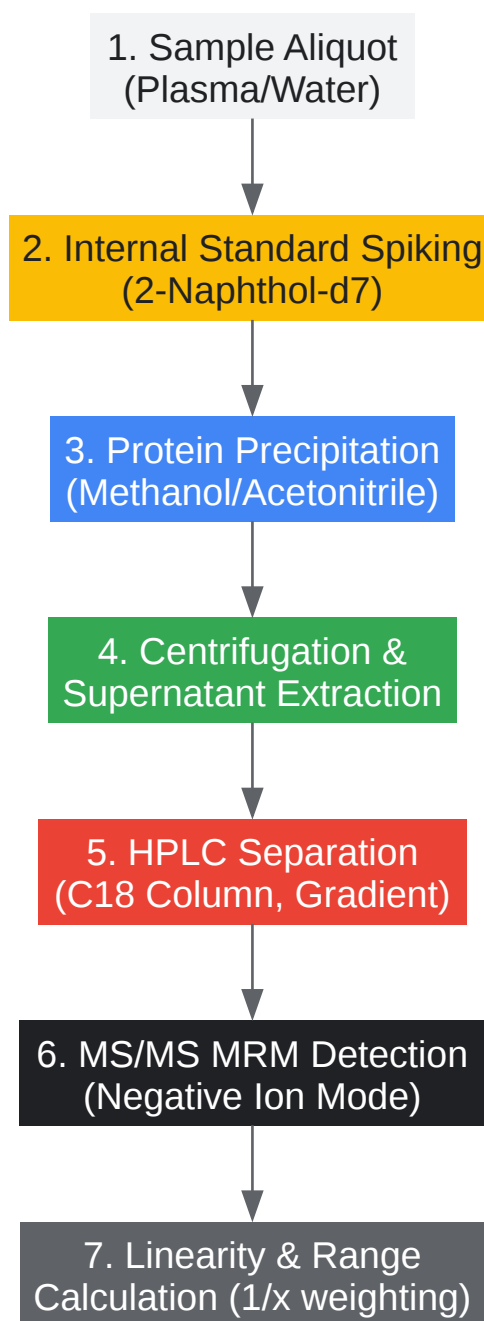 1. Sample Aliquot
(Plasma/Water)
2. Internal Standard Spiking
(2-Naphthol-d7)
3. Protein Precipitation
(Methanol/Acetonitrile)
4. Centrifugation &
Supernatant Extraction
5. HPLC Separation
(C18 Column, Gradient)
6. MS/MS MRM Detection
(Negative Ion Mode)
7. Linearity & Range
Calculation (1/x weighting)